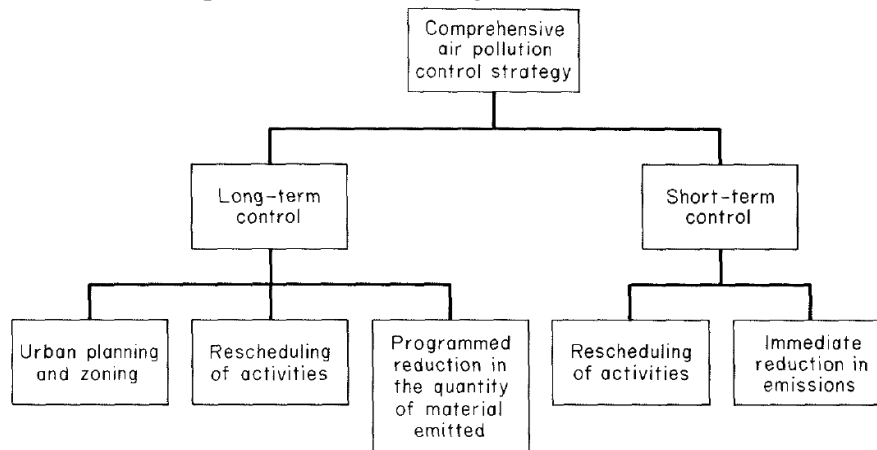 Comprehensive
air pollution
control strategy
Long-term
control
Short-term
control
Urban planning
and zoning
Rescheduling
of activities
Programmed
reduction in
the quantity
of material
emitted
Rescheduling
of activities
Immediate
reduction in
emissions